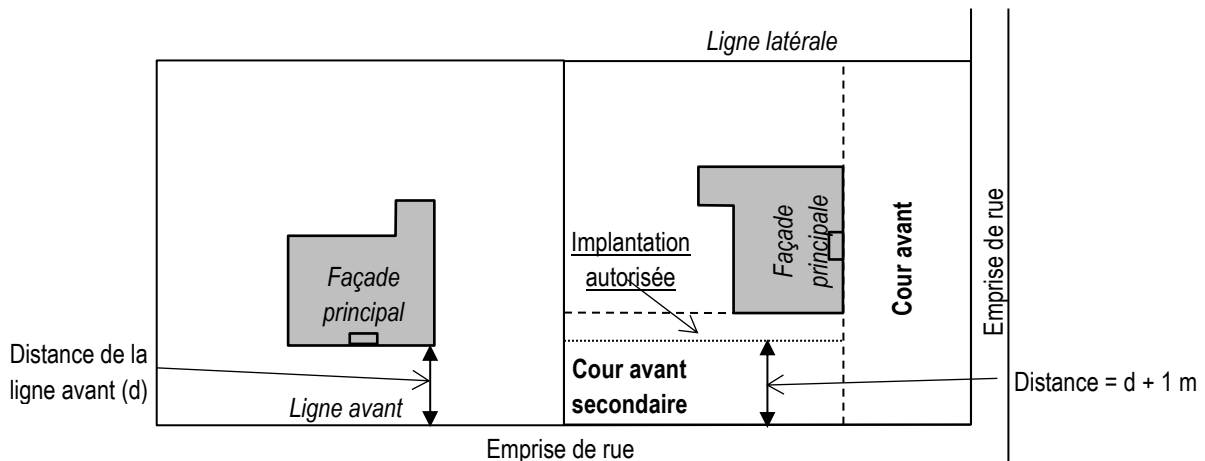 Ligne latérale
Façade
principal
Implantation
autorisée
Façade
principale
Cour avant
Emprise de rue
Distance de la
ligne avant (d)
Ligne avant
Cour avant
secondaire
Distance = d + 1 m
Emprise de rue